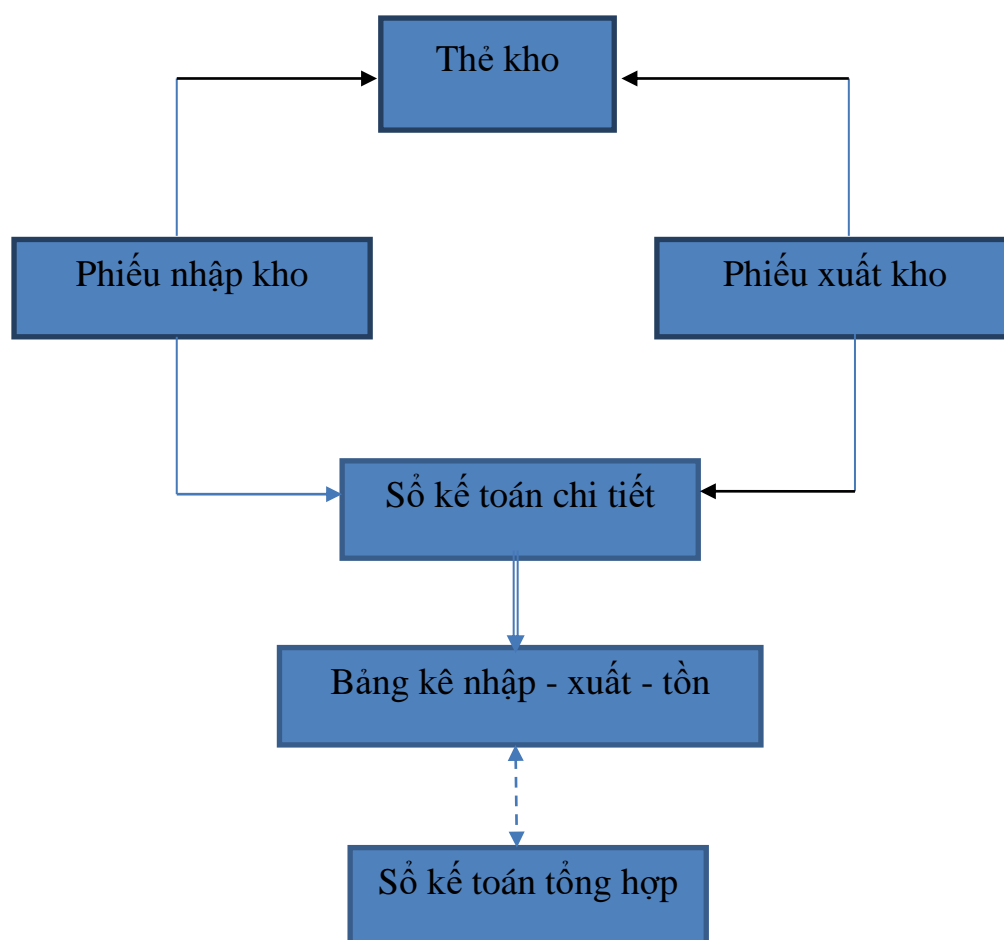 Thẻ kho
Phiếu nhập kho
Phiếu xuất kho
Sổ kế toán chi tiết
Bảng kê nhập - xuất - tồn
Sổ kế toán tổng hợp